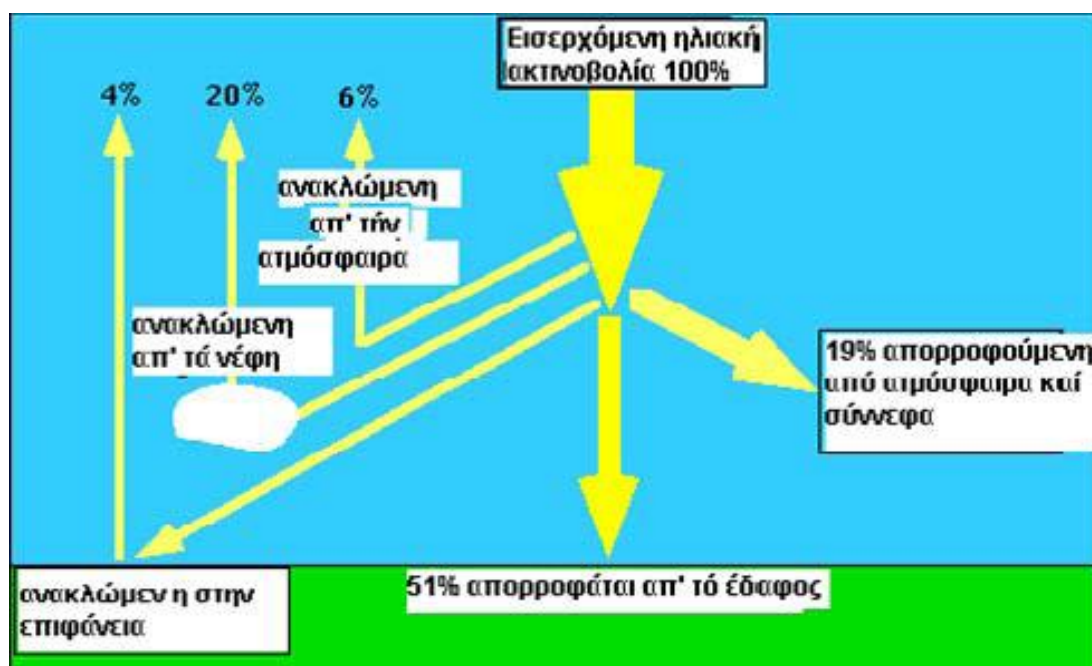 Εισερχόμενη ηλιακή
ακτινοβολία 100%
4% 20% 6%
ανακλώμενη
απ' τήν
ατμόσφαιρα
ανακλώμενη
απ' τά νέφη
19% απορροφούμενη
από ατμόσφαιρα καί
σύννεφα
51% απορροφάται απ' τό έδαφος
ανακλώμεν η στην
επιφάνεια